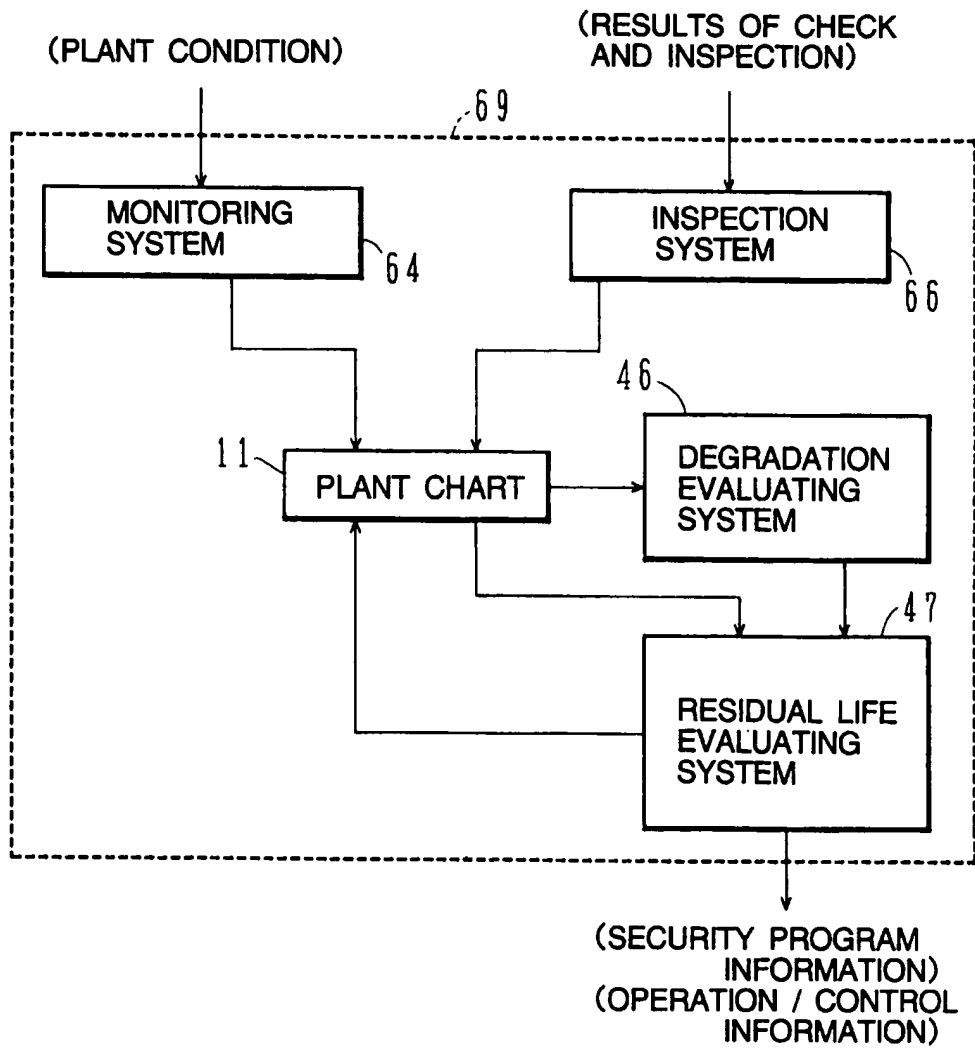 (PLANT CONDITION)
(RESULTS OF CHECK
AND INSPECTION)
69
MONITORING
SYSTEM
64
INSPECTION
SYSTEM
66
46
11
PLANT CHART
DEGRADATION
EVALUATING
SYSTEM
47
RESIDUAL LIFE
EVALUATING
SYSTEM
(SECURITY PROGRAM
INFORMATION)
(OPERATION / CONTROL
INFORMATION)